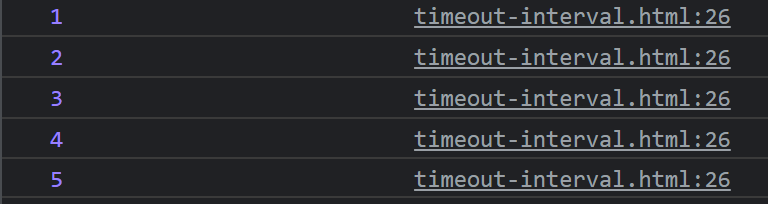 1 timeout-interval.html:26
2 timeout-interval.html:26
3 timeout-interval.html:26
4 timeout-interval.html:26
5 timeout-interval.html:26